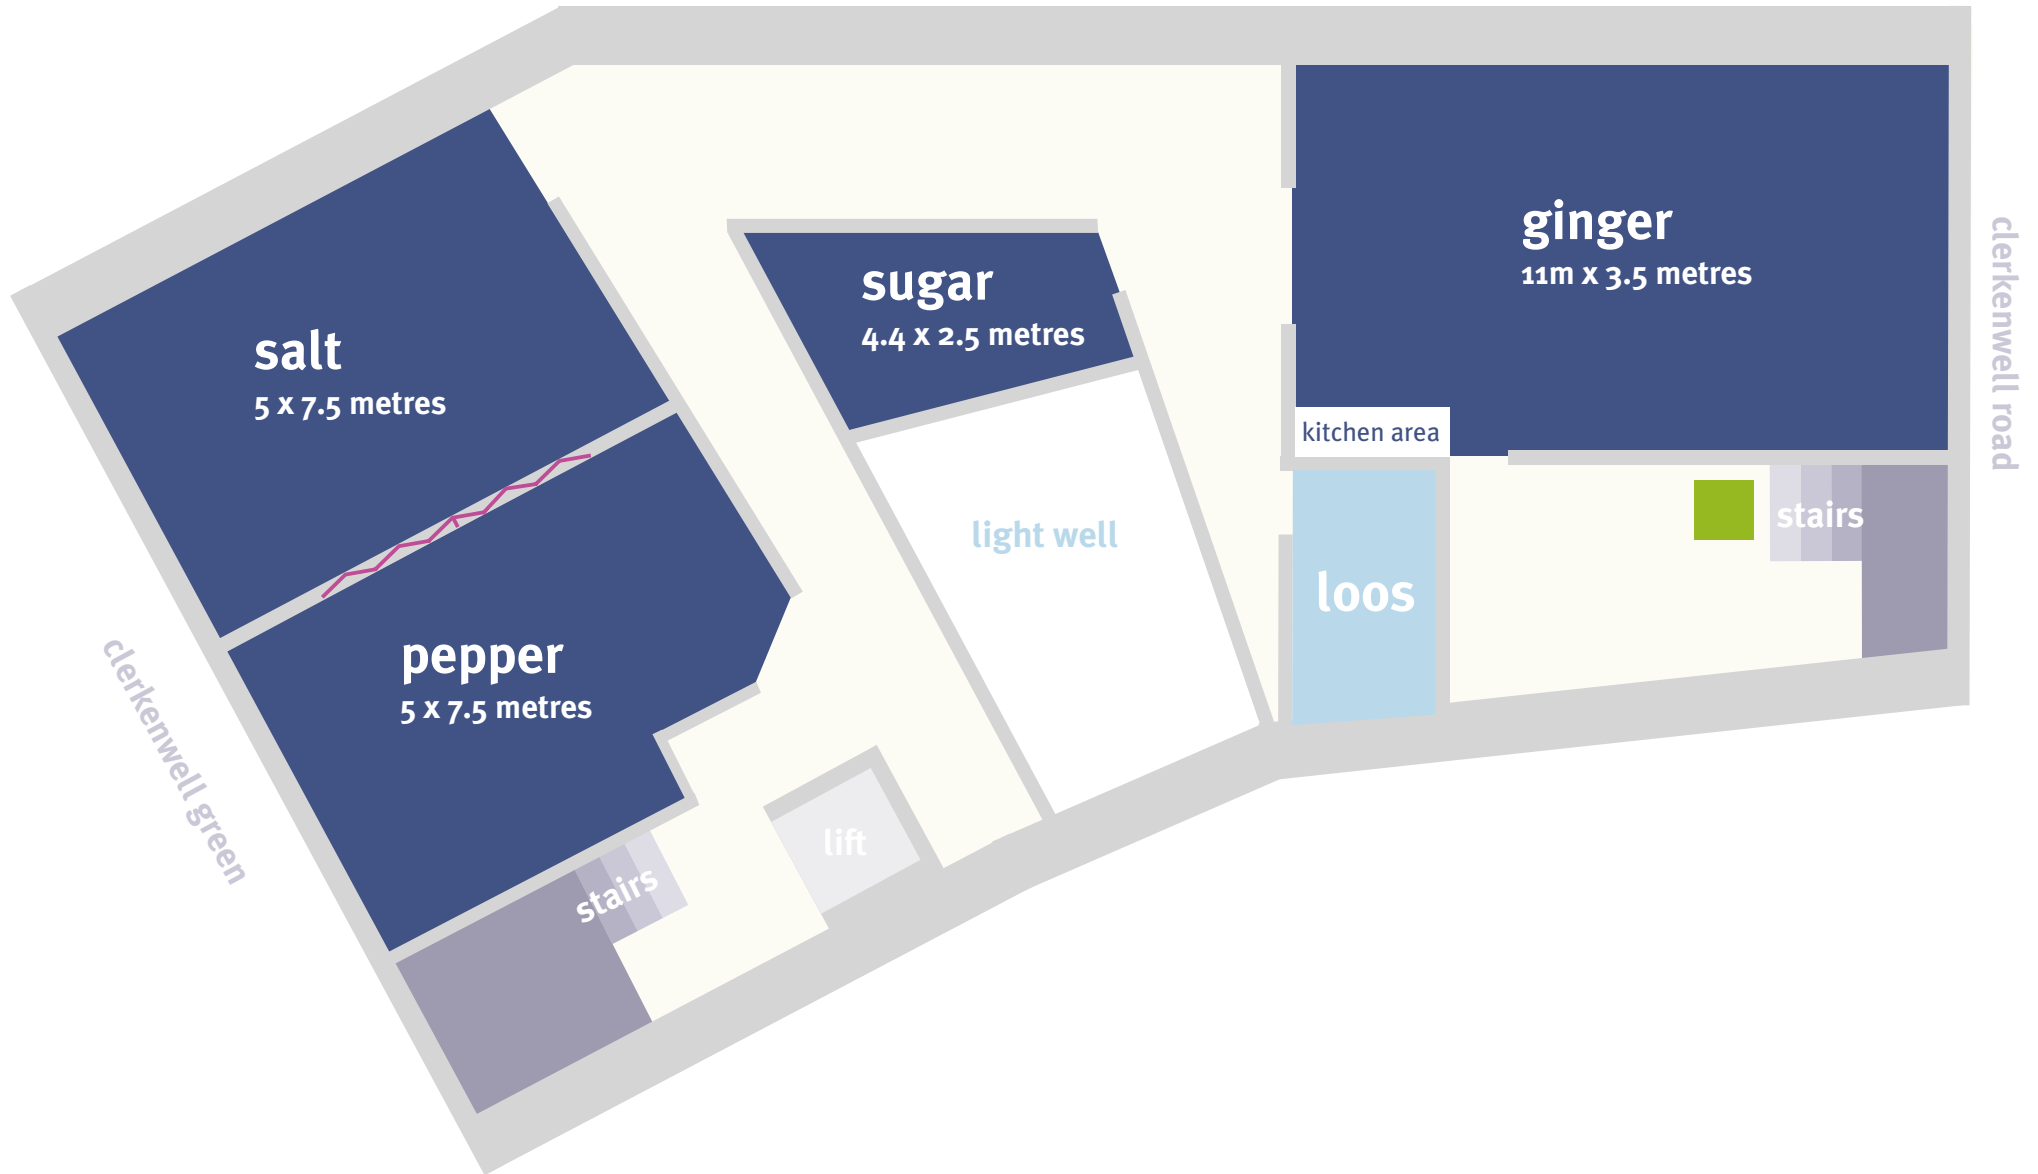 ginger
11m x 3.5 metres
clerkenwell road
sugar
4.4 x 2.5 metres
salt
5 x 7.5 metres
kitchen area
light well
stairs
loos
pepper
5 x 7.5 metres
clerkenwell green
lift
stairs